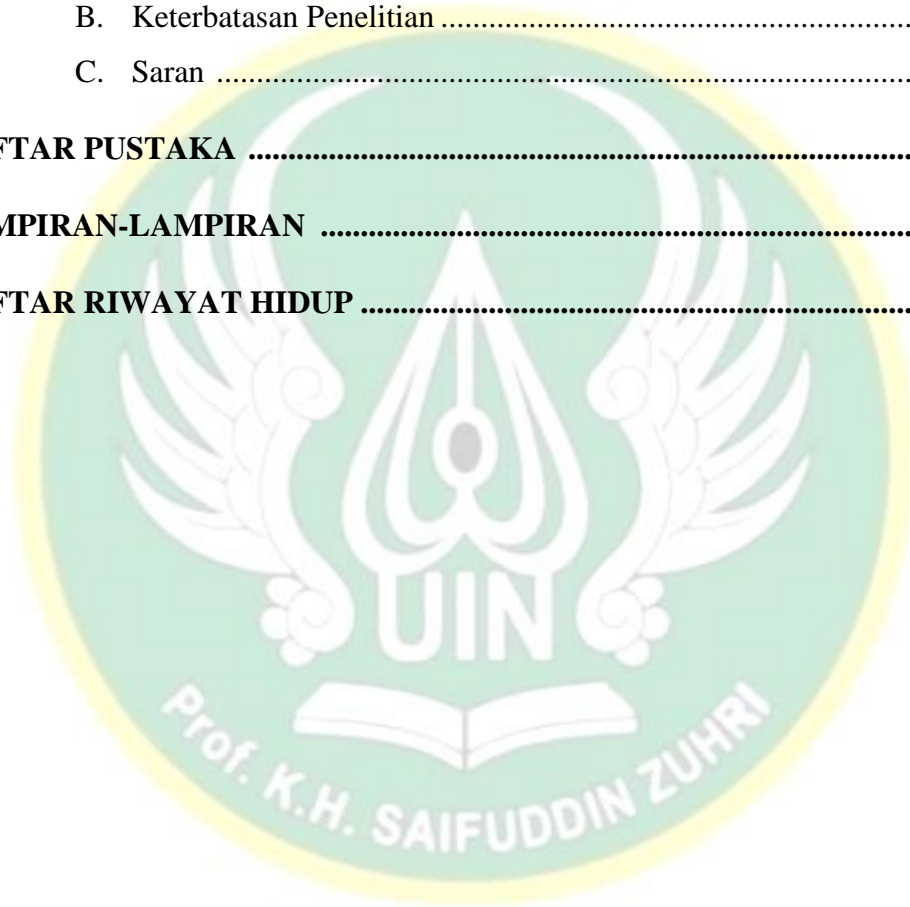 B. Keterbatasan Penelitian ........................................................................
C. Saran ........................................................................
FTAR PUSTAKA ........................................................................
MPIRAN-LAMPIRAN ........................................................................
FTAR RIWAYAT HIDUP ........................................................................
UIN
Prof. K.H. SAIFUDDIN ZUHRI